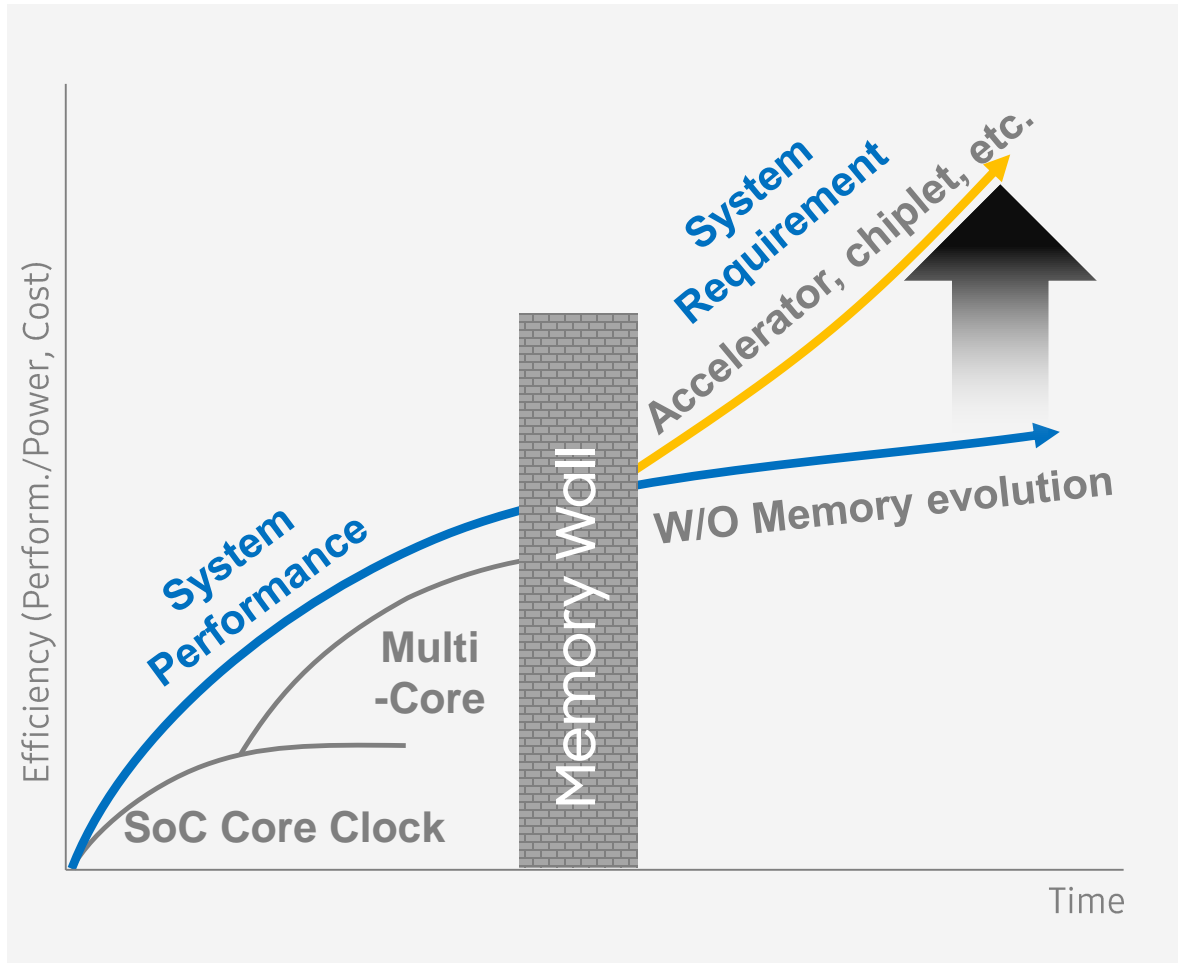 Efficiency (Perform./Power, Cost)
System
Performance
Multi
-Core
SoC Core Clock
Memory Wall
System
Requirement
Accelerator, chiplet, etc.
W/O Memory evolution
Time